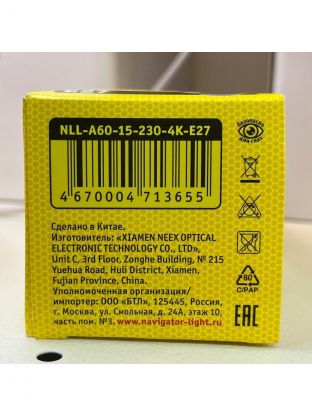 NLL-A60-15-230-4K-E27
безопасно
для глаз
4 670004 713655
Сделано в Китае.
Изготовитель: «XIAMEN NEEX OPTICAL
ELECTRONIC TECHNOLOGY CO., LTD»,
Unit C, 3rd Floor, Zonghe Building, № 215
Yuehua Road, Huli District, Xiamen,
Fujian Province, China.
Уполномоченная организация/
импортер: ООО «БТЛ», 125445, Россия,
г. Москва, ул. Смольная, д. 24А, этаж 10,
часть пом. №3. www.navigator-light.ru
80
C/PAP
EAC